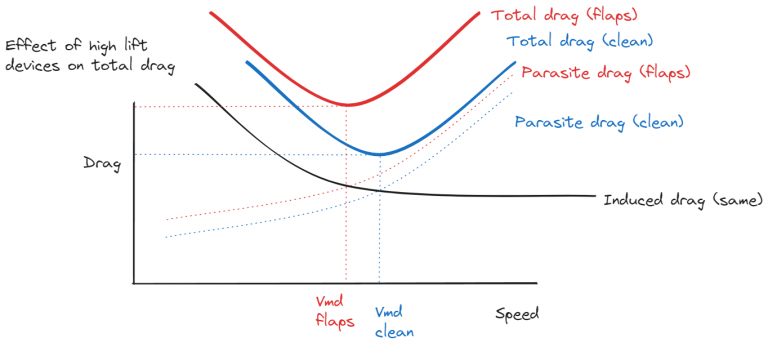 Total drag (flaps)
Effect of high lift
devices on total drag
Total drag (clean)
Parasite drag (flaps)
Parasite drag (clean)
Drag
Induced drag (same)
Vmd
flaps
Vmd
clean
Speed